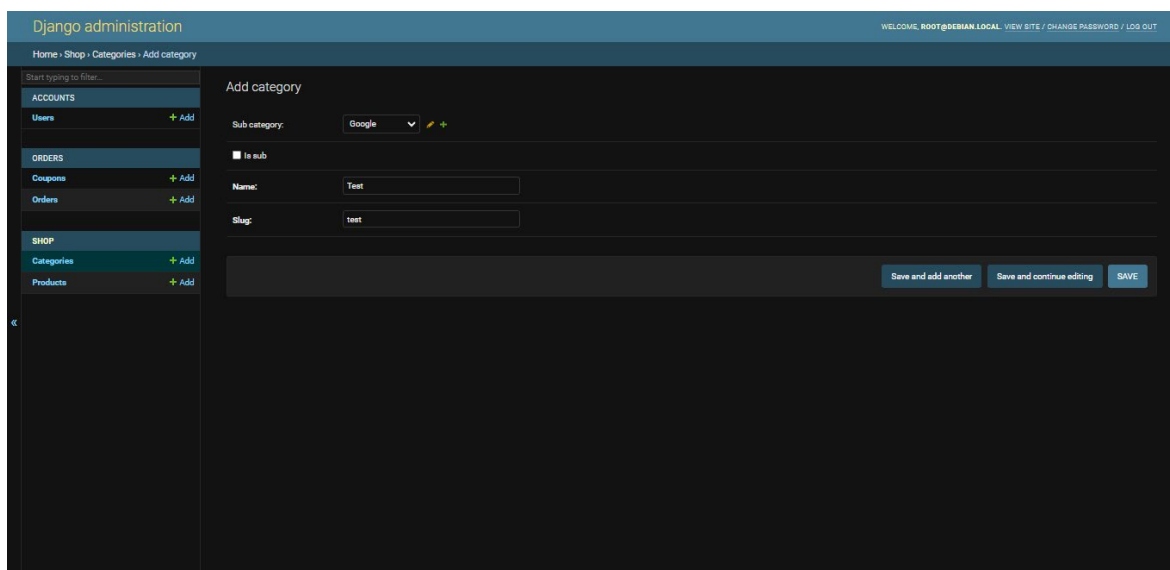 Django administration
WELCOME, ROOT@DEBIAN.LOCAL. VIEW SITE / CHANGE PASSWORD / LOG OUT
Home › Shop › Categories › Add category
Start typing to filter...
ACCOUNTS
Users + Add
ORDERS
Coupons + Add
Orders + Add
SHOP
Categories + Add
Products + Add
«
Add category
Sub category: Google
Is sub
Name: Test
Slug: test
Save and add another Save and continue editing SAVE